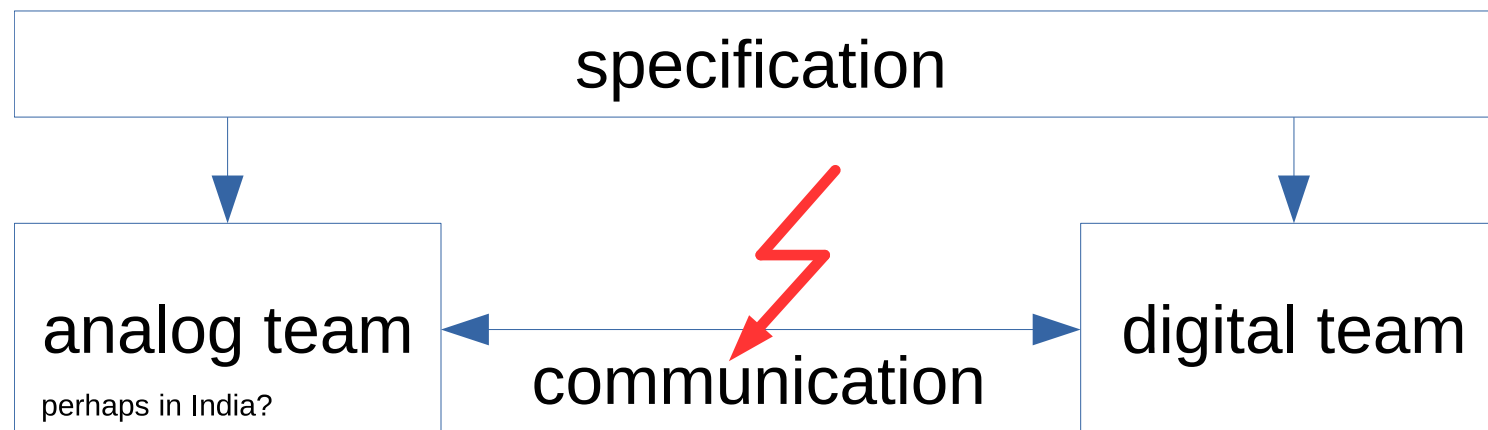 specification
analog team
digital team
communication
perhaps in India?